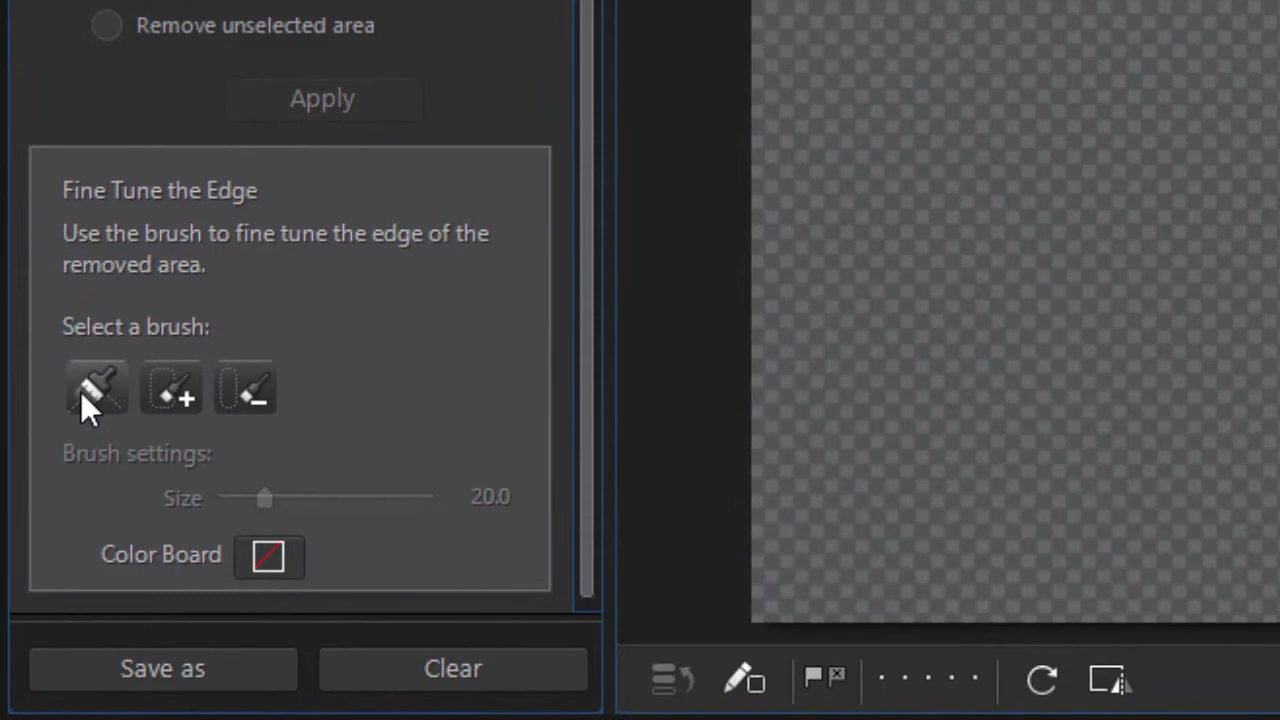 Remove unselected area
Apply
Fine Tune the Edge
Use the brush to fine tune the edge of the
removed area.
Select a brush:
Brush settings:
Size 20.0
Color Board
Save as Clear